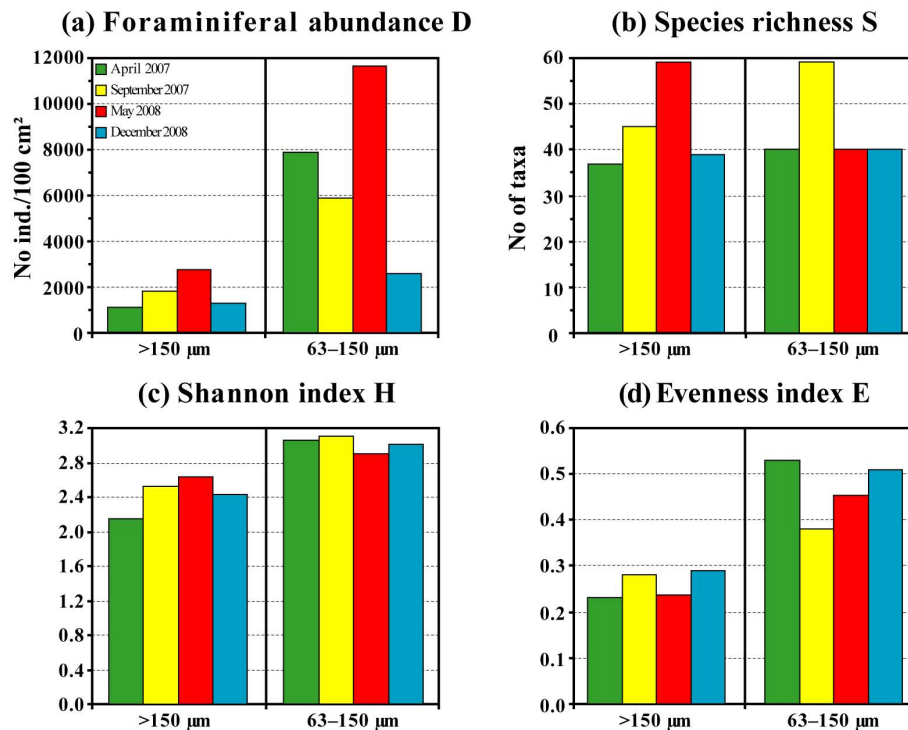 (a) Foraminiferal abundance D
No ind./100 cm²
12000
10000
8000
6000
4000
2000
0
April 2007
September 2007
May 2008
December 2008
>150 µm
63–150 µm
(b) Species richness S
No of taxa
60
50
40
30
20
10
0
>150 µm
63–150 µm
(c) Shannon index H
3.2
2.8
2.4
2.0
1.6
1.2
0.8
0.4
0.0
>150 µm
63–150 µm
(d) Evenness index E
0.6
0.5
0.4
0.3
0.2
0.1
0.0
>150 µm
63–150 µm